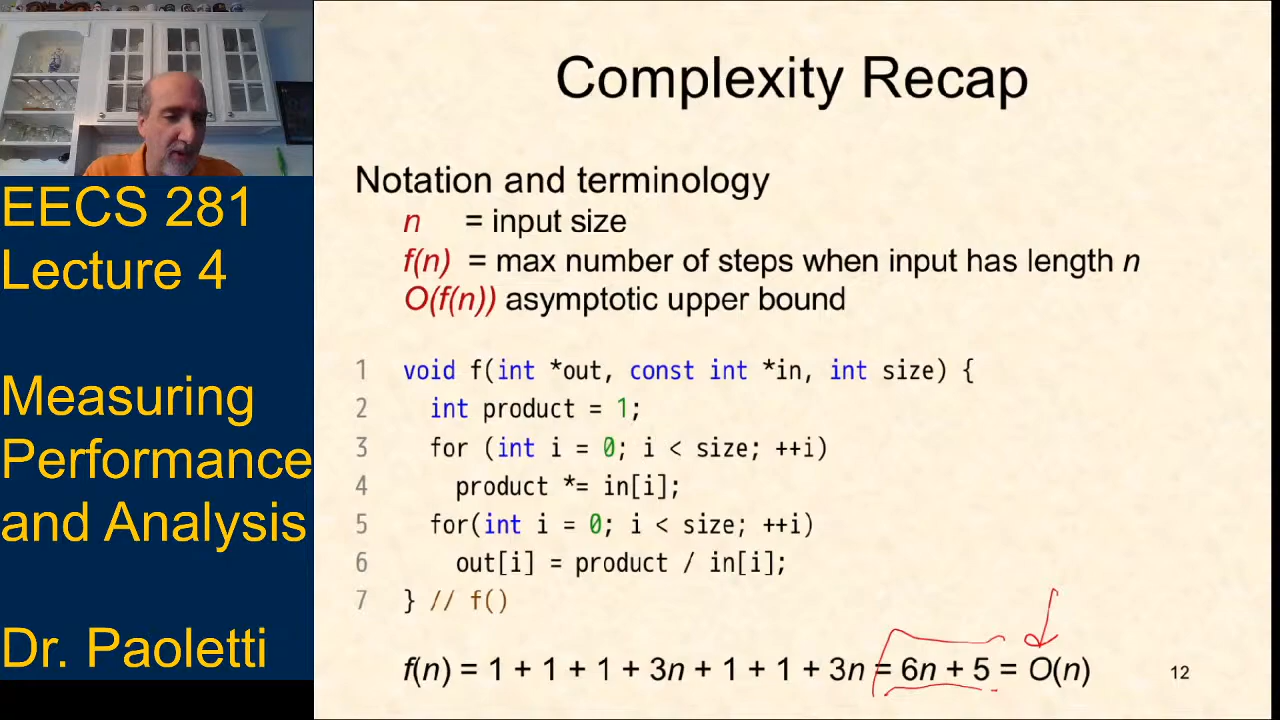 EECS 281
Lecture 4
Measuring
Performance
and Analysis
Dr. Paoletti
Complexity Recap
Notation and terminology
n = input size
f(n) = max number of steps when input has length n
O(f(n)) asymptotic upper bound
1 void f(int *out, const int *in, int size) {
2 int product = 1;
3 for (int i = 0; i < size; ++i)
4 product *= in[i];
5 for(int i = 0; i < size; ++i)
6 out[i] = product / in[i];
7 } // f()
f(n) = 1 + 1 + 1 + 3n + 1 + 1 + 3n = 6n + 5 = O(n)
12